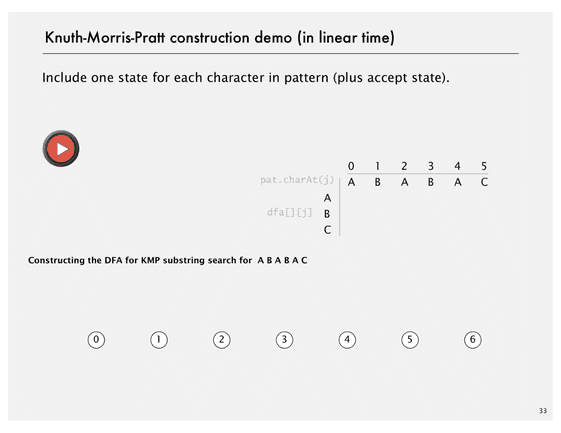 Knuth-Morris-Pratt construction demo (in linear time)
Include one state for each character in pattern (plus accept state).
0 1 2 3 4 5
pat.charAt(j) A B A B A C
A
dfa[][j] B
C
Constructing the DFA for KMP substring search for A B A B A C
0 1 2 3 4 5 6
33